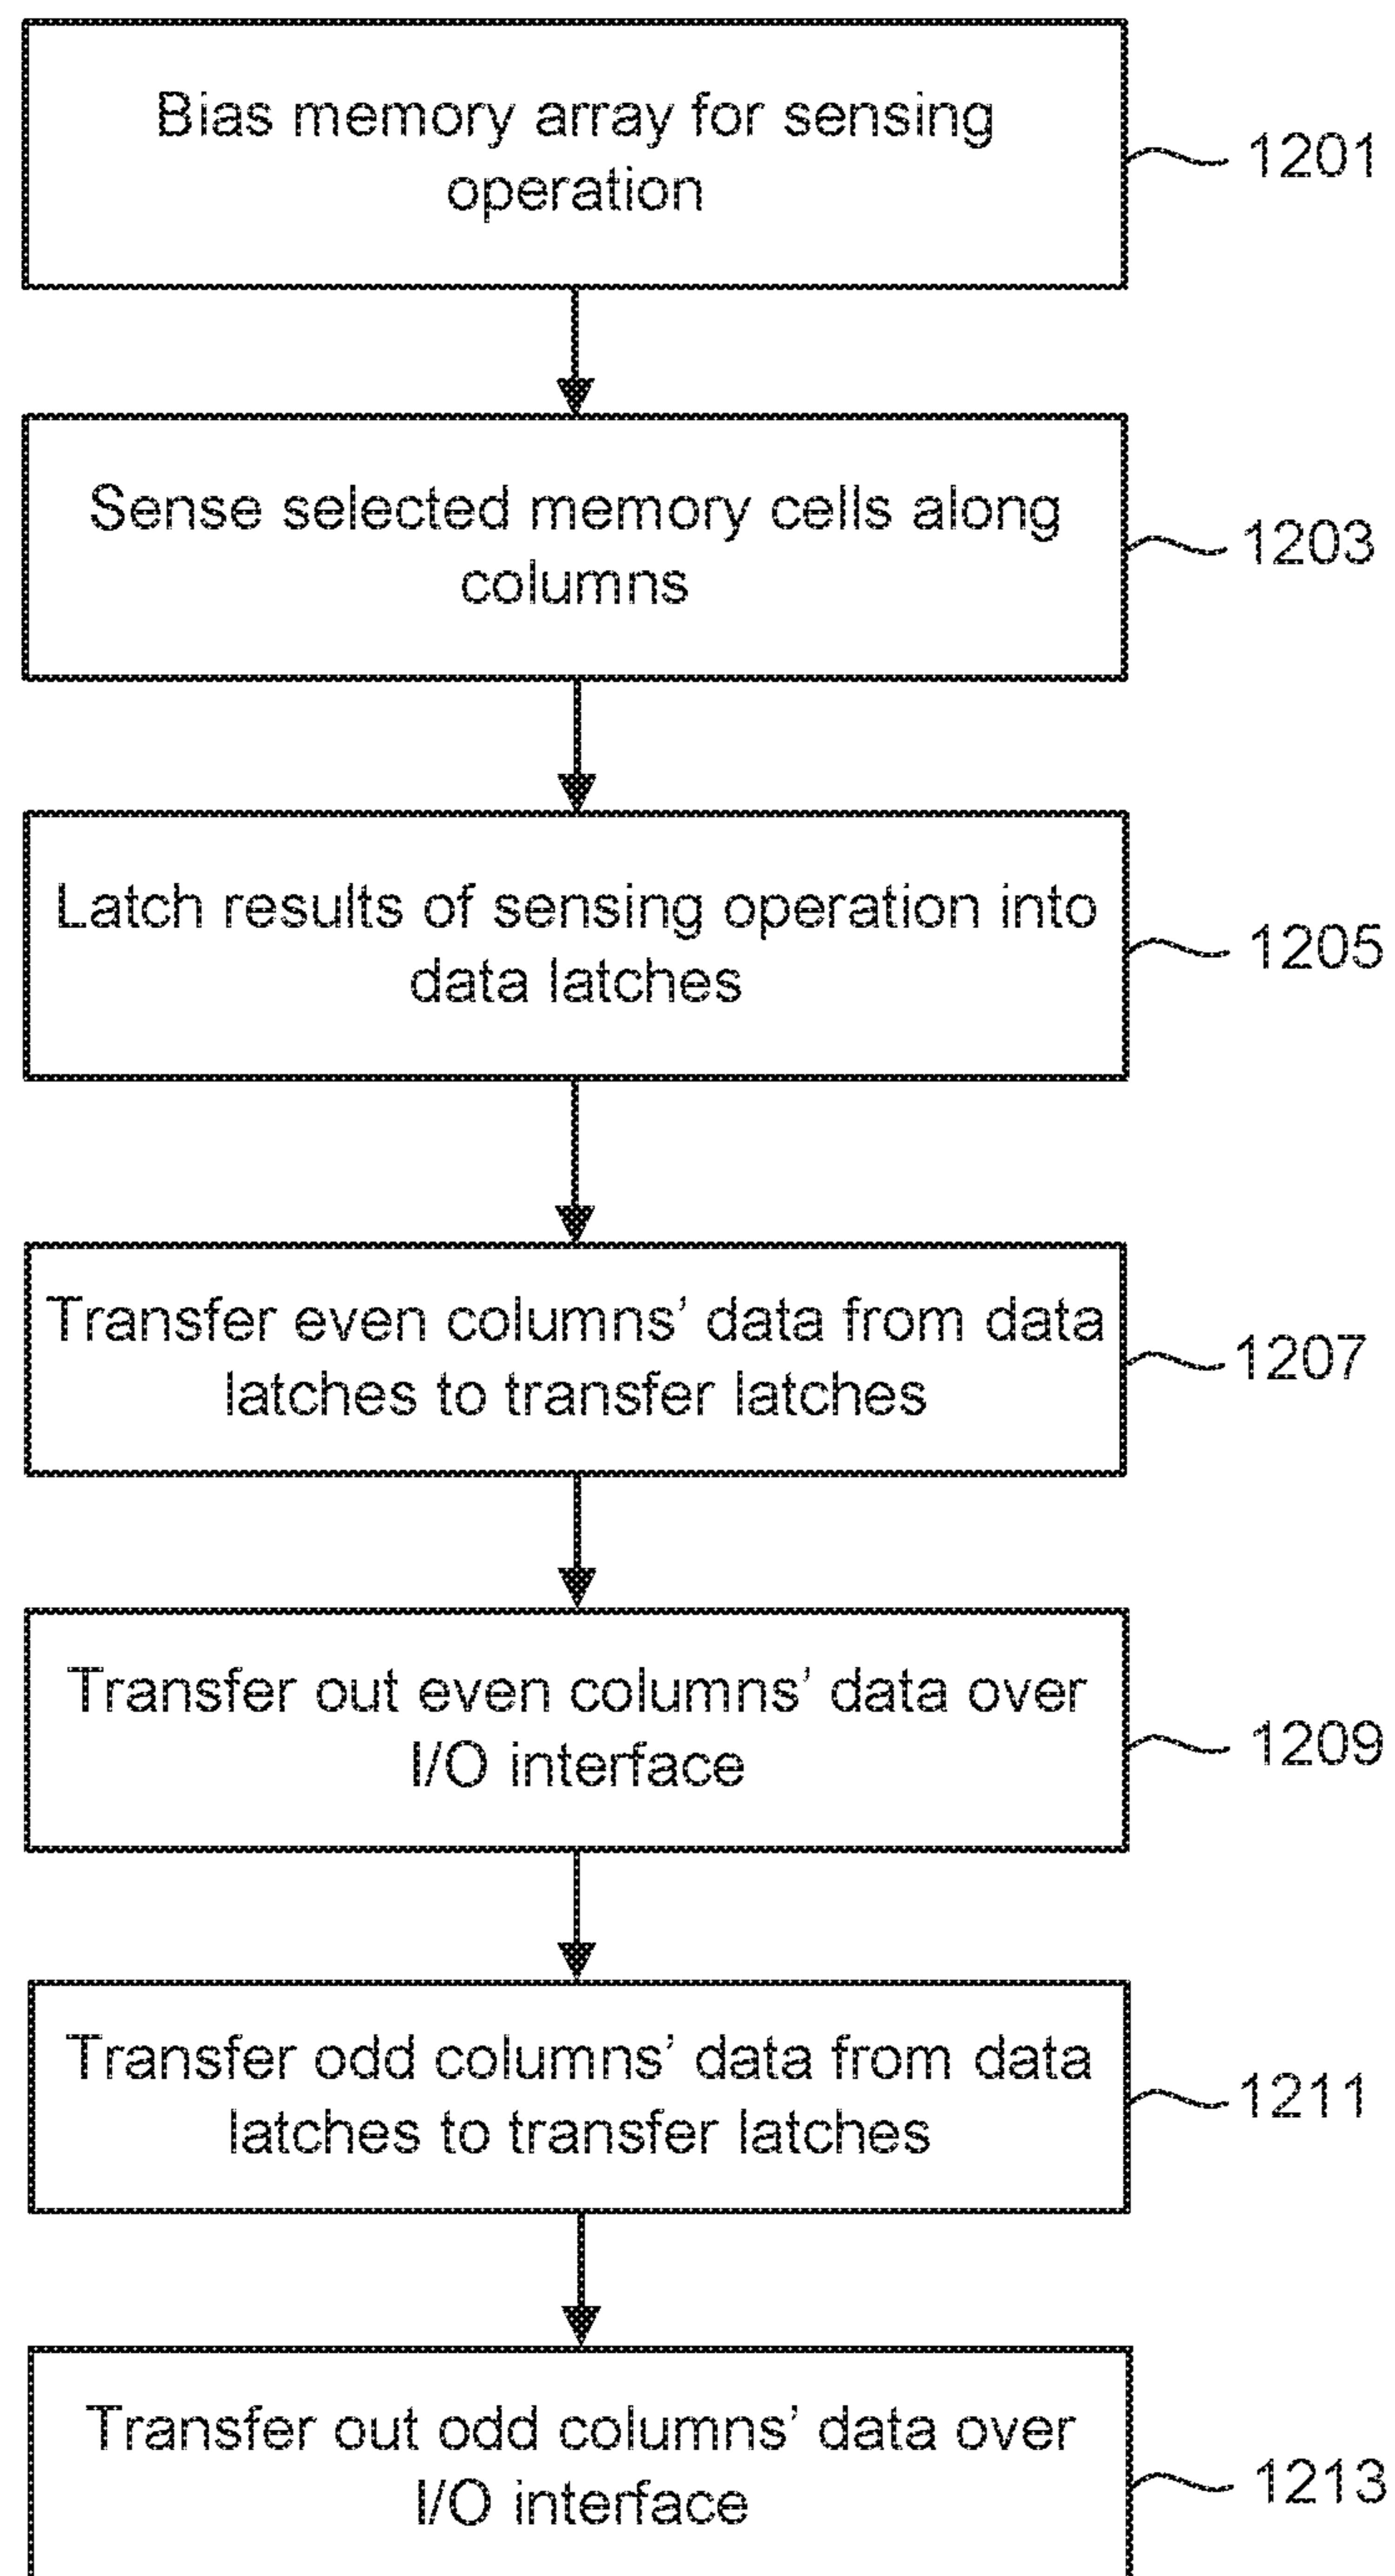 Bias memory array for sensing
operation
1201
Sense selected memory cells along
columns
1203
Latch results of sensing operation into
data latches
1205
Transfer even columns’ data from data
latches to transfer latches
1207
Transfer out even columns’ data over
I/O interface
1209
Transfer odd columns’ data from data
latches to transfer latches
1211
Transfer out odd columns’ data over
I/O interface
1213